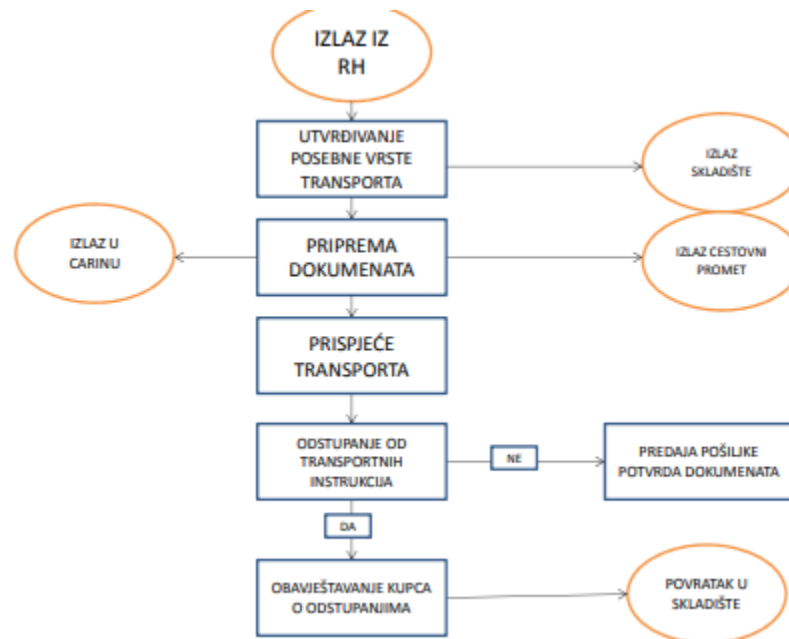 IZLAZ IZ
RH
UTVRĐIVANJE
POSEBNE VRSTE
TRANSPORTA
IZLAZ
SKLADIŠTE
IZLAZ U
CARINU
PRIPREMA
DOKUMENATA
IZLAZ CESTOVNI
PROMET
PRISPJEĆE
TRANSPORTA
ODSTUPANJE OD
TRANSPORTNIH
INSTRUKCIJA
NE
PREDAJA POŠILJKE
POTVRDA DOKUMENATA
DA
OBAVJEŠTAVANJE KUPCA
O ODSTUPANJIMA
POVRATAK U
SKLADIŠTE